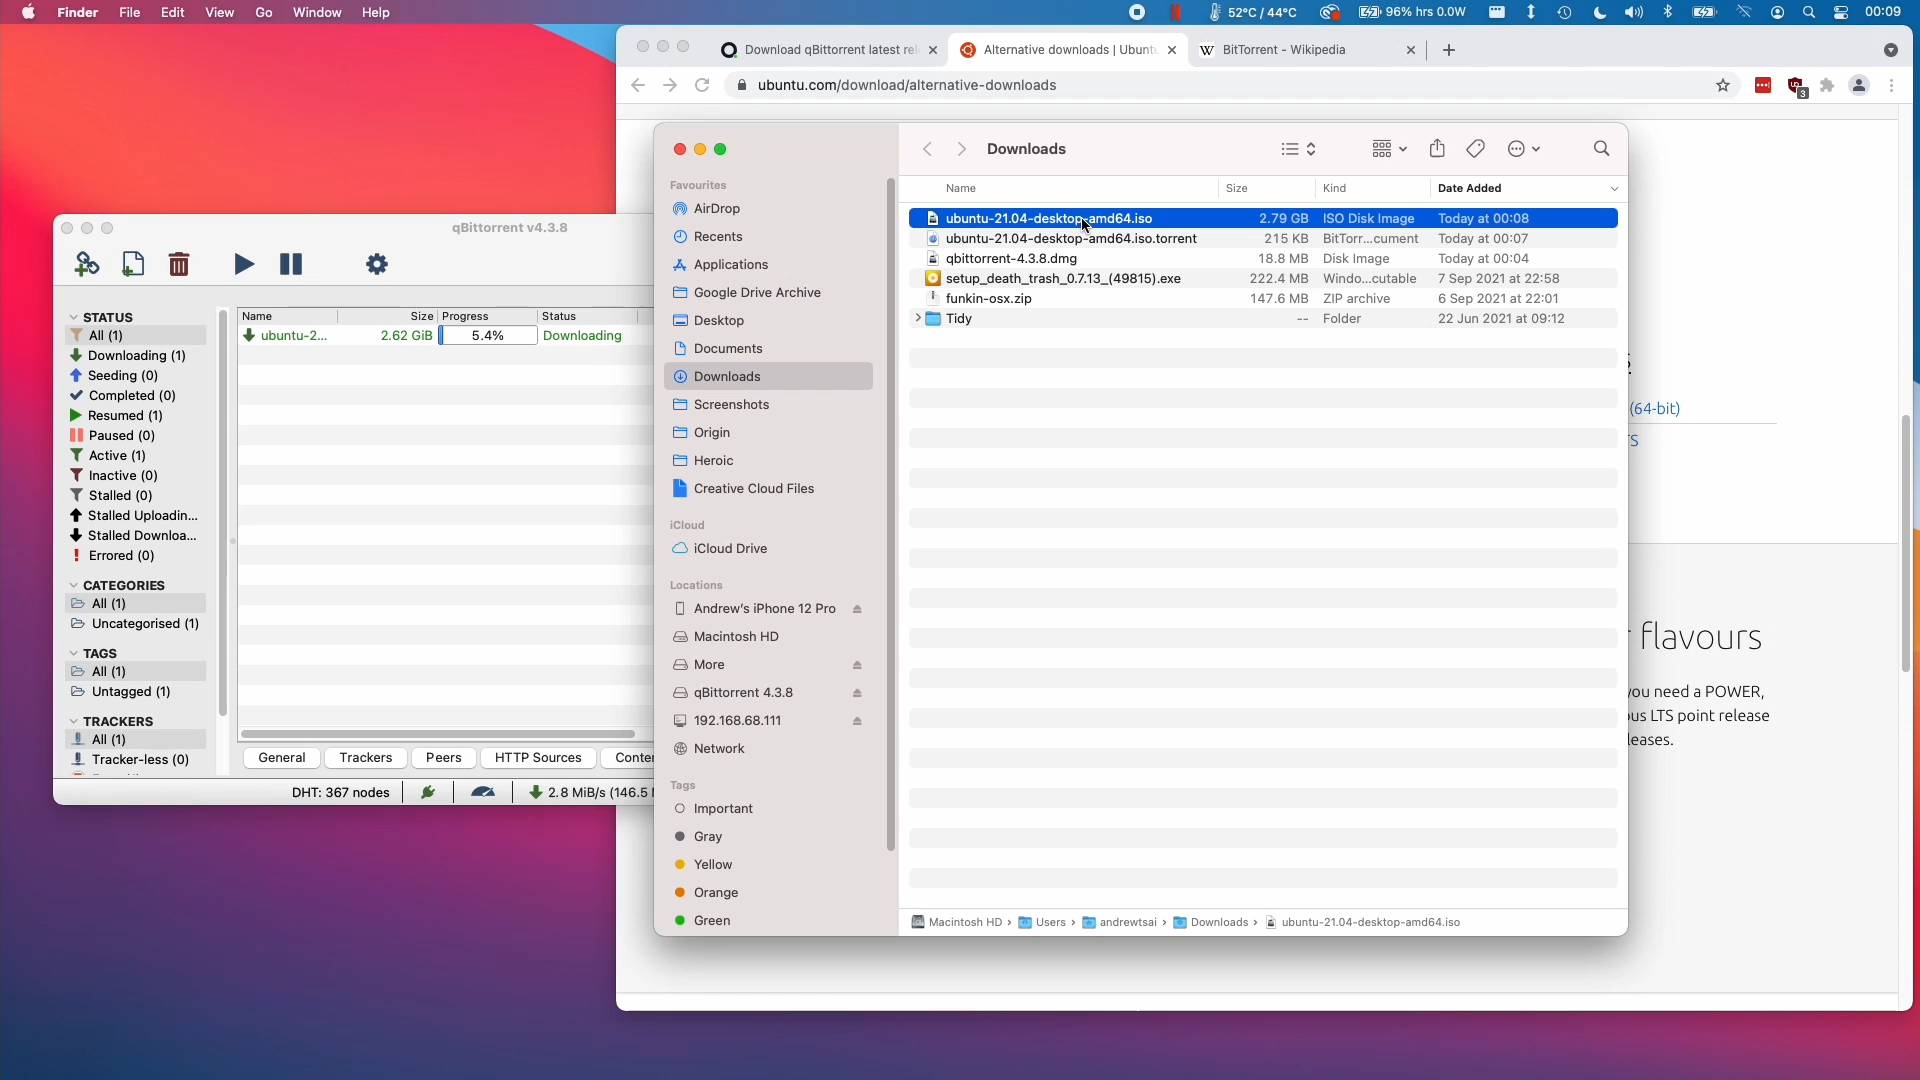 Finder File Edit View Go Window Help
52°C / 44°C 96% hrs 0.0W 00:09
Download qBittorrent latest rel
Alternative downloads | Ubuntu
W BitTorrent - Wikipedia
ubuntu.com/download/alternative-downloads
3
qBittorrent v4.3.8
STATUS
All (1)
Downloading (1)
Seeding (0)
Completed (0)
Resumed (1)
Paused (0)
Active (1)
Inactive (0)
Stalled (0)
Stalled Uploadin...
Stalled Downloa...
Errored (0)
CATEGORIES
All (1)
Uncategorised (1)
TAGS
All (1)
Untagged (1)
TRACKERS
All (1)
Tracker-less (0)
Name Size Progress Status
ubuntu-2... 2.62 GiB 5.4% Downloading
General Trackers Peers HTTP Sources
DHT: 367 nodes 2.8 MiB/s (146.5
Favourites
AirDrop
Recents
Applications
Google Drive Archive
Desktop
Documents
Downloads
Screenshots
Origin
Heroic
Creative Cloud Files
iCloud
iCloud Drive
Locations
Andrew's iPhone 12 Pro
Macintosh HD
More
qBittorrent 4.3.8
192.168.68.111
Network
Tags
Important
Gray
Yellow
Orange
Green
Downloads
Name Size Kind Date Added
ubuntu-21.04-desktop-amd64.iso 2.79 GB ISO Disk Image Today at 00:08
ubuntu-21.04-desktop-amd64.iso.torrent 215 KB BitTorr...cument Today at 00:07
qbittorrent-4.3.8.dmg 18.8 MB Disk Image Today at 00:04
setup_death_trash_0.7.13_(49815).exe 222.4 MB Windo...cutable 7 Sep 2021 at 22:58
funkin-osx.zip 147.6 MB ZIP archive 6 Sep 2021 at 22:01
Tidy -- Folder 22 Jun 2021 at 09:12
Macintosh HD › Users › andrewtsai › Downloads › ubuntu-21.04-desktop-amd64.iso
(64-bit)
flavours
you need a POWER,
LTS point release